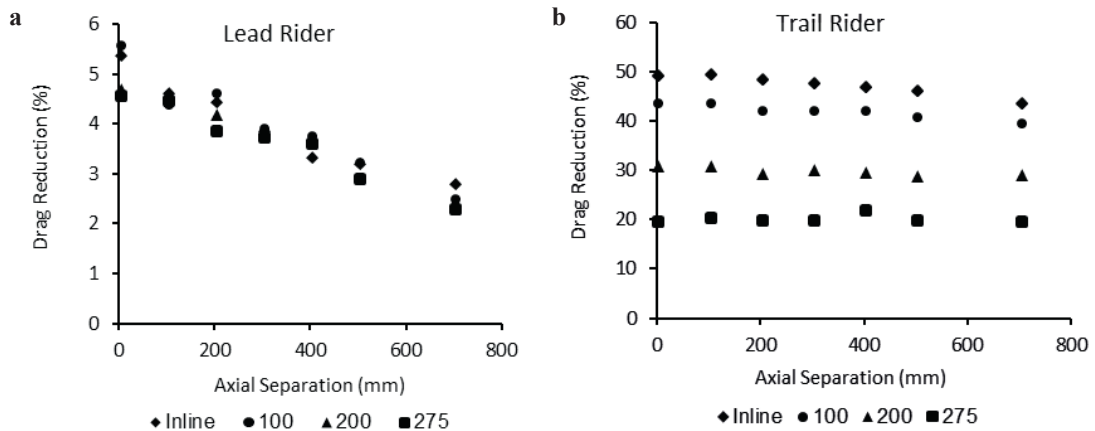 a
Lead Rider
6
5
4
3
2
1
0
Drag Reduction (%)
0 200 400 600 800
Axial Separation (mm)
Inline 100 200 275
b
Trail Rider
60
50
40
30
20
10
0
Drag Reduction (%)
0 200 400 600 800
Axial Separation (mm)
Inline 100 200 275